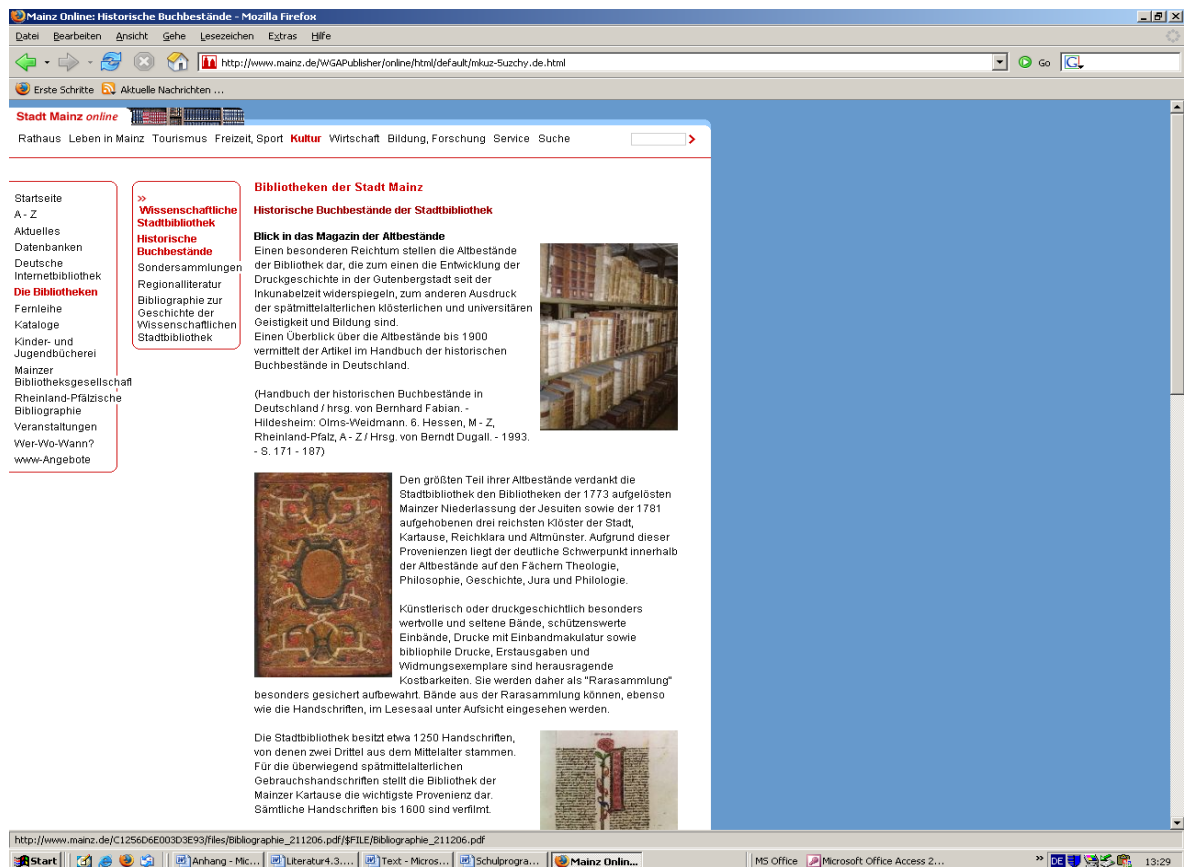 Mainz Online: Historische Buchbestände - Mozilla Firefox
Datei Bearbeiten Ansicht Gehe Lesezeichen Extras Hilfe
http://www.mainz.de/WGAPublisher/online/html/default/mkuz-5uzchy.de.html
Go
G
Erste Schritte Aktuelle Nachrichten ...
Stadt Mainz online
Rathaus Leben in Mainz Tourismus Freizeit, Sport Kultur Wirtschaft Bildung, Forschung Service Suche
Startseite
A - Z
Aktuelles
Datenbanken
Deutsche
Internetbibliothek
Die Bibliotheken
Fernleihe
Kataloge
Kinder- und
Jugendbücherei
Mainzer
Bibliotheksgesellschaft
Rheinland-Pfälzische
Bibliographie
Veranstaltungen
Wer-Wo-Wann?
www-Angebote
»
Wissenschaftliche
Stadtbibliothek
Historische
Buchbestände
Sondersammlungen
Regionalliteratur
Bibliographie zur
Geschichte der
Wissenschaftlichen
Stadtbibliothek
Bibliotheken der Stadt Mainz
Historische Buchbestände der Stadtbibliothek
Blick in das Magazin der Altbestände
Einen besonderen Reichtum stellen die Altbestände
der Bibliothek dar, die zum einen die Entwicklung der
Druckgeschichte in der Gutenbergstadt seit der
Inkunabelzeit widerspiegeln, zum anderen Ausdruck
der spätmittelalterlichen klösterlichen und universitären
Geistigkeit und Bildung sind.
Einen Überblick über die Altbestände bis 1900
vermittelt der Artikel im Handbuch der historischen
Buchbestände in Deutschland.
(Handbuch der historischen Buchbestände in
Deutschland / hrsg. von Bernhard Fabian. -
Hildesheim: Olms-Weidmann. 6. Hessen, M - Z,
Rheinland-Pfalz, A - Z / Hrsg. von Berndt Dugall. - 1993.
- S. 171 - 187)
Den größten Teil ihrer Altbestände verdankt die
Stadtbibliothek den Bibliotheken der 1773 aufgelösten
Mainzer Niederlassung der Jesuiten sowie der 1781
aufgehobenen drei reichsten Klöster der Stadt,
Kartause, Reichklara und Altmünster. Aufgrund dieser
Provenienzen liegt der deutliche Schwerpunkt innerhalb
der Altbestände auf den Fächern Theologie,
Philosophie, Geschichte, Jura und Philologie.
Künstlerisch oder druckgeschichtlich besonders
wertvolle und seltene Bände, schützenswerte
Einbände, Drucke mit Einbandmakulatur sowie
bibliophile Drucke, Erstausgaben und
Widmungsexemplare sind herausragende
Kostbarkeiten. Sie werden daher als "Rarasammlung"
besonders gesichert aufbewahrt. Bände aus der Rarasammlung können, ebenso
wie die Handschriften, im Lesesaal unter Aufsicht eingesehen werden.
Die Stadtbibliothek besitzt etwa 1250 Handschriften,
von denen zwei Drittel aus dem Mittelalter stammen.
Für die überwiegend spätmittelalterlichen
Gebrauchshandschriften stellt die Bibliothek der
Mainzer Kartause die wichtigste Provenienz dar.
Sämtliche Handschriften bis 1600 sind verfilmt.
http://www.mainz.de/C1256D6E003D3E93/files/Bibliographie_211206.pdf/$FILE/Bibliographie_211206.pdf
Start Anhang - Mic... Literatur4.3.... Text - Micros... Schulprogra... Mainz Onlin... MS Office Microsoft Office Access 2... » DE 13:29